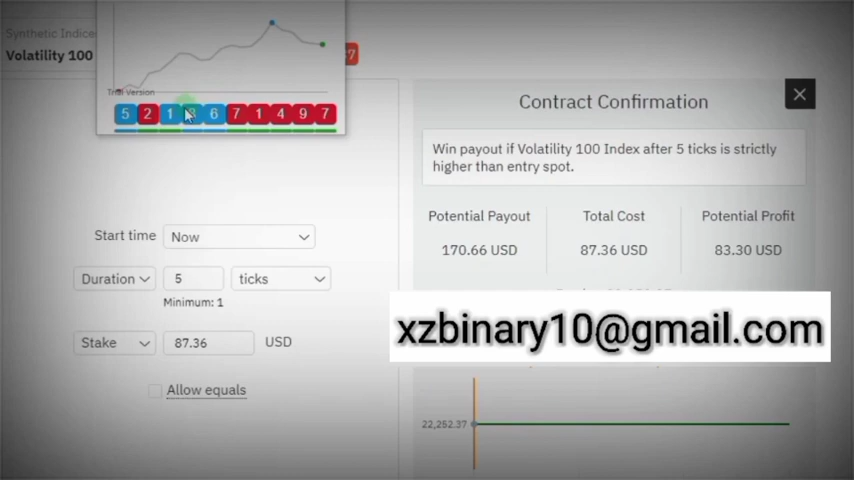 Synthetic Indice
Volatility 100
Trial Version
5 2 1 8 6 7 1 4 9 7
Start time Now
Duration 5 ticks
Minimum: 1
Stake 87.36 USD
Allow equals
Contract Confirmation
Win payout if Volatility 100 Index after 5 ticks is strictly
higher than entry spot.
Potential Payout Total Cost Potential Profit
170.66 USD 87.36 USD 83.30 USD
xzbinary10@gmail.com
22,252.37